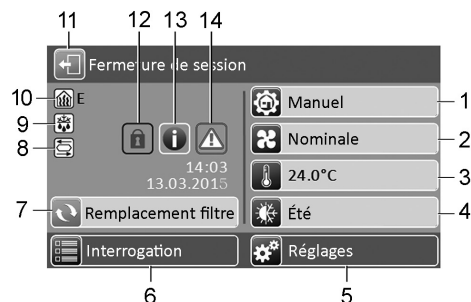 11 12 13 14
Fermeture de session
10 E
9
8
14:03
13.03.2015
Manuel 1
Nominale 2
24.0°C 3
Été 4
7 Remplacement filtre
Interrogation
Réglages
6 5